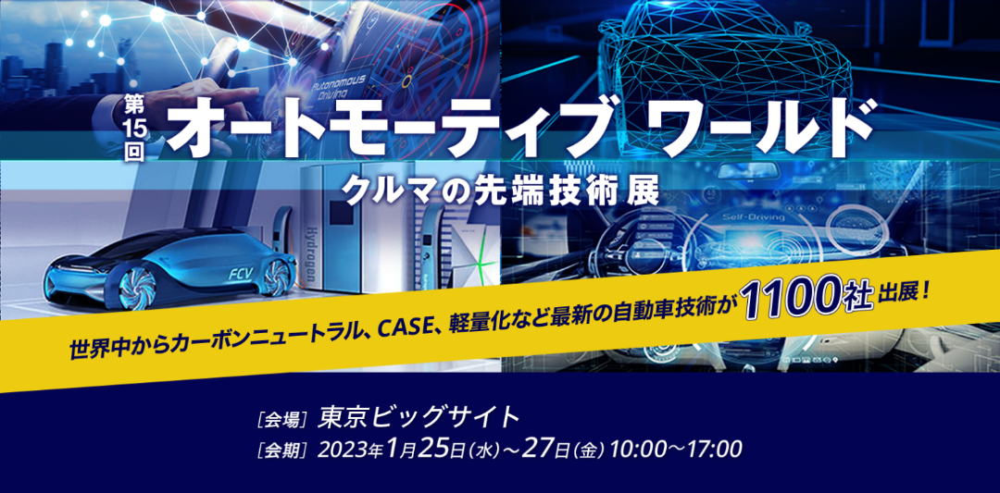 Autonomous
Driving
第15回
オートモーティブ ワールド
クルマの先端技術 展
Hydrogen
FCV
Self-Driving
世界中からカーボンニュートラル、CASE、軽量化など最新の自動車技術が1100社出展！
［会場］ 東京ビッグサイト
［会期］ 2023年1月25日（水）～27日（金）10:00～17:00